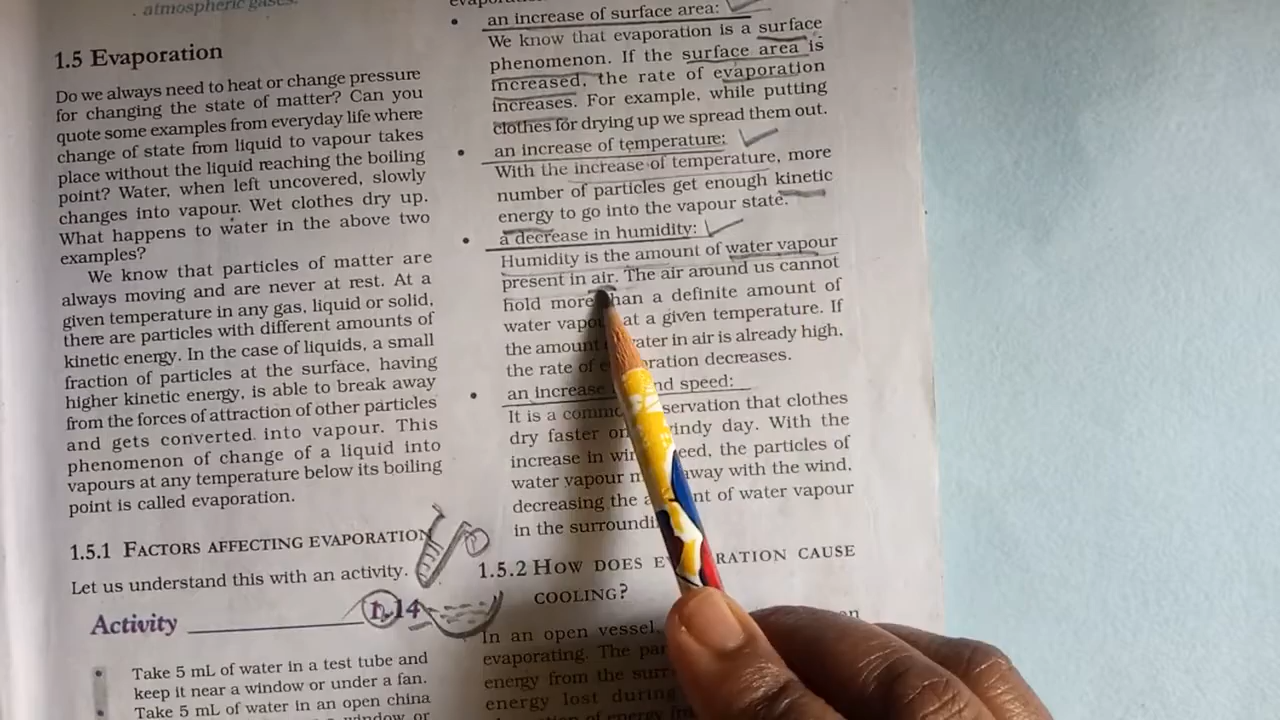 atmospheric gases.
1.5 Evaporation
Do we always need to heat or change pressure
for changing the state of matter? Can you
quote some examples from everyday life where
change of state from liquid to vapour takes
place without the liquid reaching the boiling
point? Water, when left uncovered, slowly
changes into vapour. Wet clothes dry up.
What happens to water in the above two
examples?
We know that particles of matter are
always moving and are never at rest. At a
given temperature in any gas, liquid or solid,
there are particles with different amounts of
kinetic energy. In the case of liquids, a small
fraction of particles at the surface, having
higher kinetic energy, is able to break away
from the forces of attraction of other particles
and gets converted into vapour. This
phenomenon of change of a liquid into
vapours at any temperature below its boiling
point is called evaporation.
1.5.1 FACTORS AFFECTING EVAPORATION
Let us understand this with an activity.
Activity 1.14
• Take 5 mL of water in a test tube and
keep it near a window or under a fan.
• Take 5 mL of water in an open china
window or
• an increase of surface area:
We know that evaporation is a surface
phenomenon. If the surface area is
increased, the rate of evaporation
increases. For example, while putting
clothes for drying up we spread them out.
• an increase of temperature:
With the increase of temperature, more
number of particles get enough kinetic
energy to go into the vapour state.
• a decrease in humidity:
Humidity is the amount of water vapour
present in air. The air around us cannot
hold more than a definite amount of
water at a given temperature. If
the amount water in air is already high,
the rate of decreases.
• an increase speed:
It is a that clothes
dry faster on windy day. With the
increase in the particles of
water vapour away with the wind,
decreasing the of water vapour
in the
1.5.2 HOW DOES CAUSE
COOLING?
In an open vessel,
evaporating. The
energy from the
energy lost during